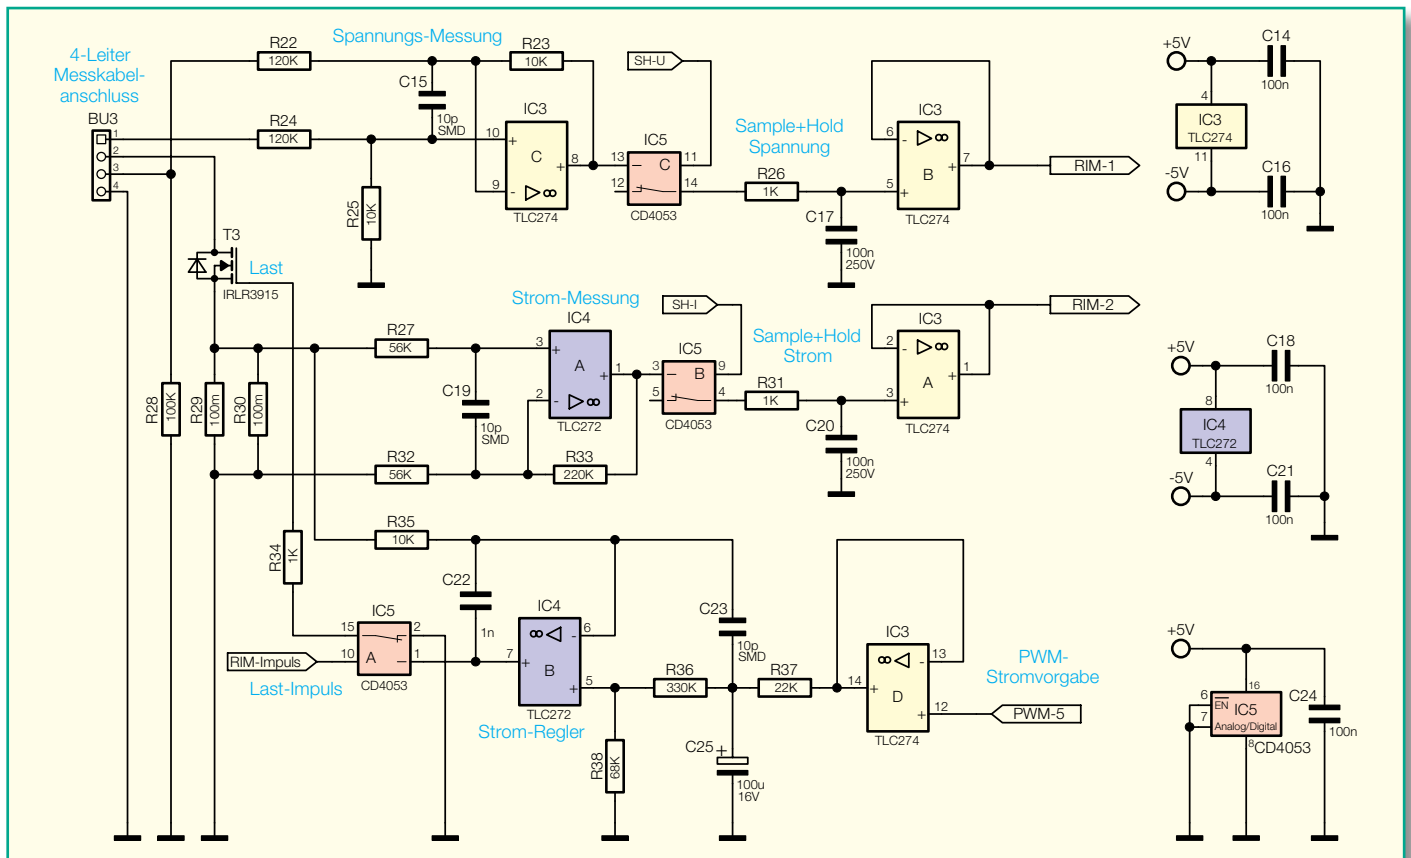 4-Leiter
Messkabel-
anschluss
BU3
1
2
3
4
R22
120K
Spannungs-Messung
R23
10K
C15
10p
SMD
R24
120K
R25
10K
IC3
10
+
C
+
8
9
-
▷∞
TLC274
SH-U
IC5
13
–
C
11
12
14
CD4053
Sample+Hold
Spannung
R26
1K
C17
100n
250V
IC3
6
-
▷∞
B
+
7
5
+
TLC274
RIM-1
+5V
C14
100n
4
IC3
TLC274
11
-5V
C16
100n
T3
Last
IRLR3915
Strom-Messung
IC4
3
+
A
+
1
2
-
▷∞
TLC272
R27
56K
C19
10p
SMD
R28
100K
R29
100m
R30
100m
R32
56K
R33
220K
SH-I
IC5
3
–
B
9
5
4
CD4053
Sample+Hold
Strom
R31
1K
C20
100n
250V
IC3
2
-
▷∞
A
+
1
3
+
TLC274
RIM-2
+5V
C18
100n
8
IC4
TLC272
4
-5V
C21
100n
R34
1K
R35
10K
C22
1n
IC5
15
2
10
A
–
1
CD4053
RIM-Impuls
Last-Impuls
IC4
∞◁
-
6
7
+
B
5
+
TLC272
Strom-Regler
R36
330K
R38
68K
C23
10p
SMD
C25
+
100u
16V
R37
22K
IC3
∞◁
-
13
14
+
D
12
+
TLC274
PWM-
Stromvorgabe
PWM-5
+5V
16
6
7
EN
IC5
Analog/Digital
8
CD4053
C24
100n